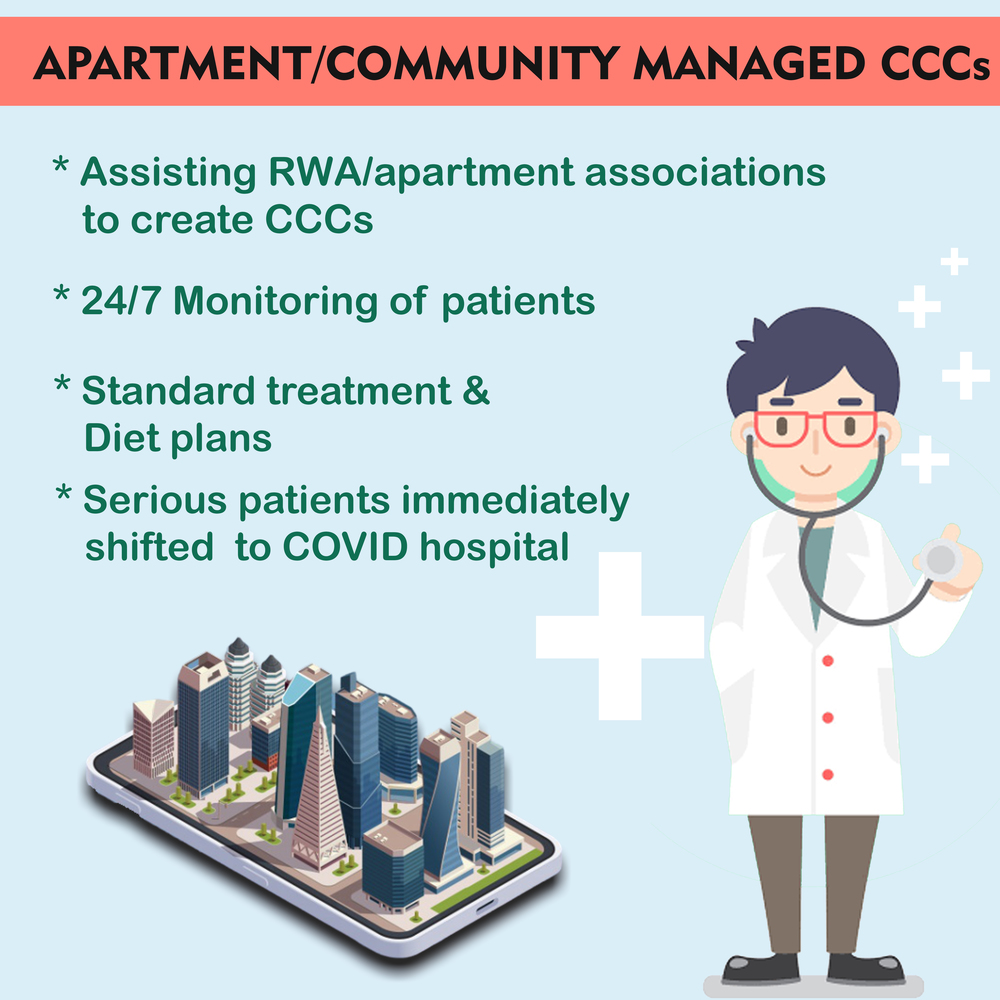 APARTMENT/COMMUNITY MANAGED CCCs
* Assisting RWA/apartment associations
to create CCCs
* 24/7 Monitoring of patients
* Standard treatment &
Diet plans
* Serious patients immediately
shifted to COVID hospital